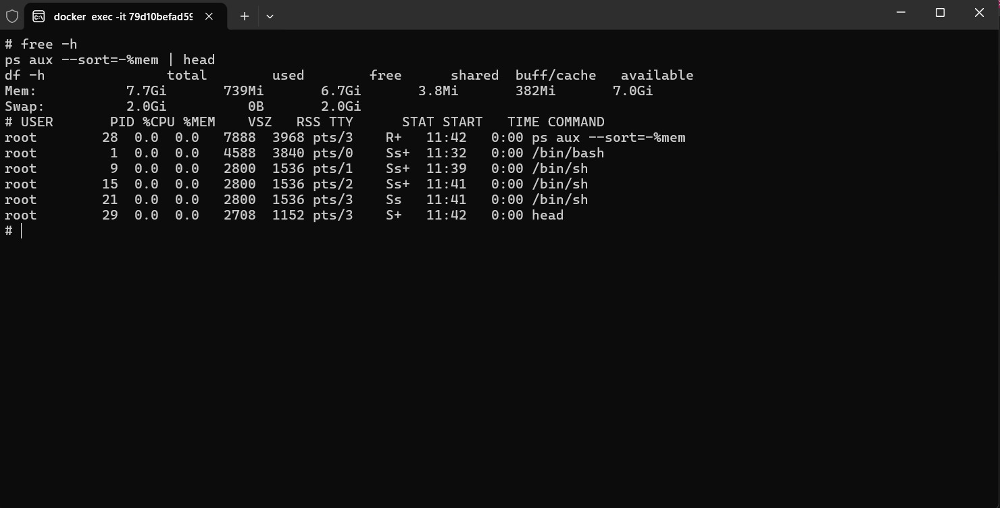 docker exec -it 79d10befad59
# free -h
ps aux --sort=-%mem | head
df -h               total        used        free      shared  buff/cache   available
Mem:           7.7Gi       739Mi       6.7Gi       3.8Mi       382Mi       7.0Gi
Swap:          2.0Gi          0B       2.0Gi
# USER       PID %CPU %MEM    VSZ   RSS TTY      STAT START   TIME COMMAND
root        28  0.0  0.0   7888  3968 pts/3    R+   11:42   0:00 ps aux --sort=-%mem
root         1  0.0  0.0   4588  3840 pts/0    Ss+  11:32   0:00 /bin/bash
root         9  0.0  0.0   2800  1536 pts/1    Ss+  11:39   0:00 /bin/sh
root        15  0.0  0.0   2800  1536 pts/2    Ss+  11:41   0:00 /bin/sh
root        21  0.0  0.0   2800  1536 pts/3    Ss   11:41   0:00 /bin/sh
root        29  0.0  0.0   2708  1152 pts/3    S+   11:42   0:00 head
#